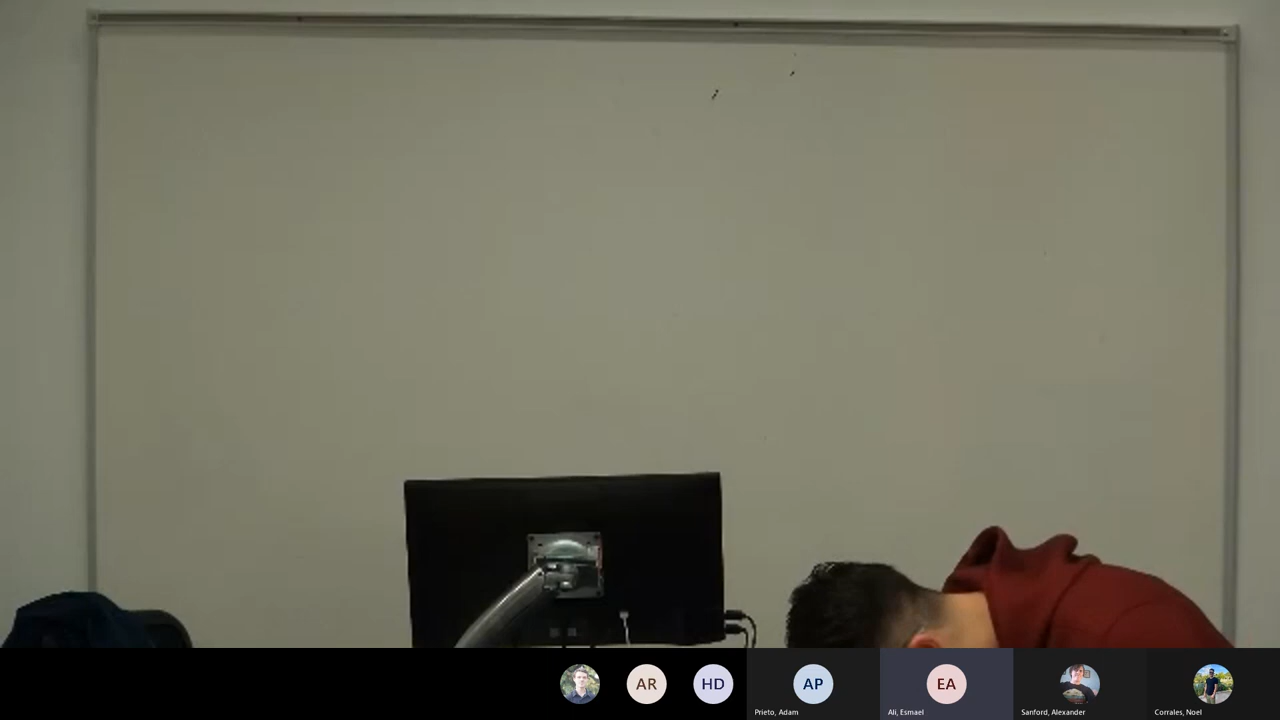 AR
HD
AP
EA
Prieto, Adam
Ali, Esmael
Sanford, Alexander
Corrales, Noel